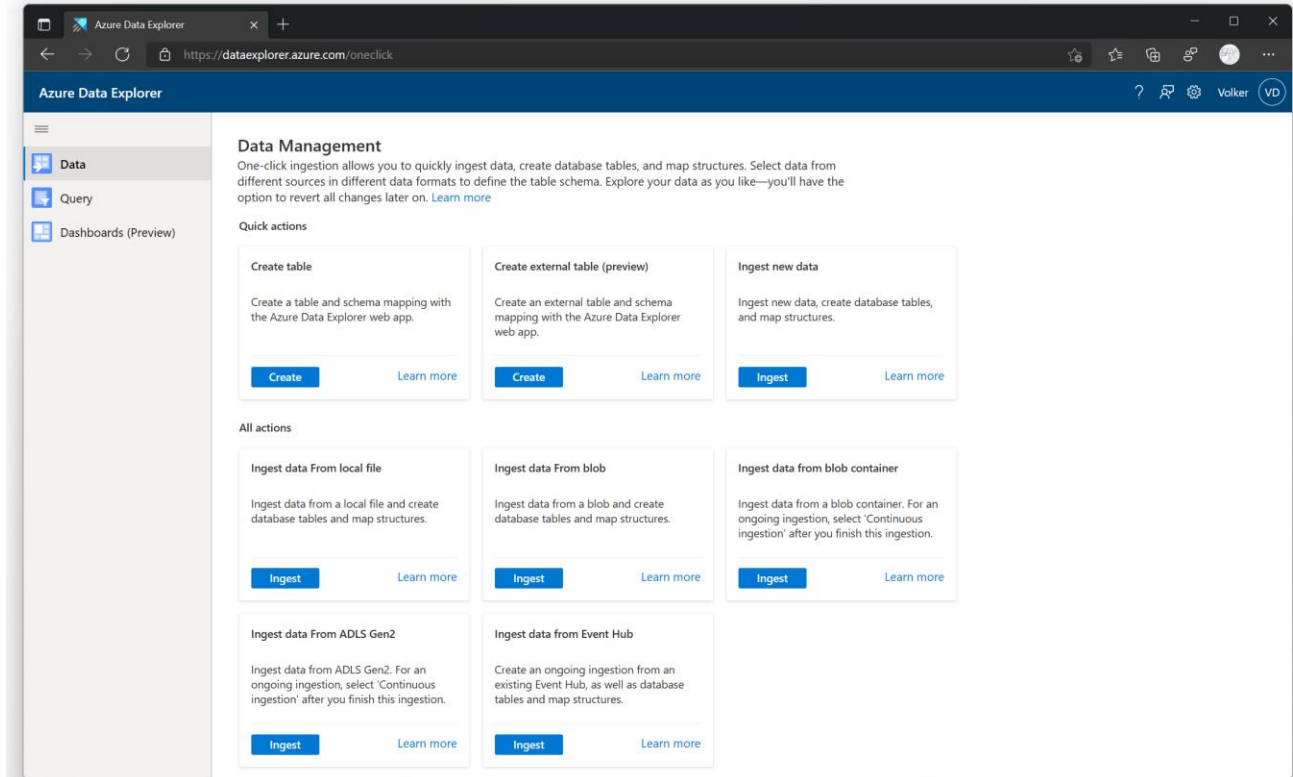 Azure Data Explorer
https://dataexplorer.azure.com/oneclick
Azure Data Explorer
? Volker VD
Data
Query
Dashboards (Preview)
Data Management
One-click ingestion allows you to quickly ingest data, create database tables, and map structures. Select data from
different sources in different data formats to define the table schema. Explore your data as you like—you'll have the
option to revert all changes later on. Learn more
Quick actions
Create table
Create a table and schema mapping with
the Azure Data Explorer web app.
Create Learn more
Create external table (preview)
Create an external table and schema
mapping with the Azure Data Explorer
web app.
Create Learn more
Ingest new data
Ingest new data, create database tables,
and map structures.
Ingest Learn more
All actions
Ingest data From local file
Ingest data from a local file and create
database tables and map structures.
Ingest Learn more
Ingest data From blob
Ingest data from a blob and create
database tables and map structures.
Ingest Learn more
Ingest data from blob container
Ingest data from a blob container. For an
ongoing ingestion, select 'Continuous
ingestion' after you finish this ingestion.
Ingest Learn more
Ingest data From ADLS Gen2
Ingest data from ADLS Gen2. For an
ongoing ingestion, select 'Continuous
ingestion' after you finish this ingestion.
Ingest Learn more
Ingest data from Event Hub
Create an ongoing ingestion from an
existing Event Hub, as well as database
tables and map structures.
Ingest Learn more